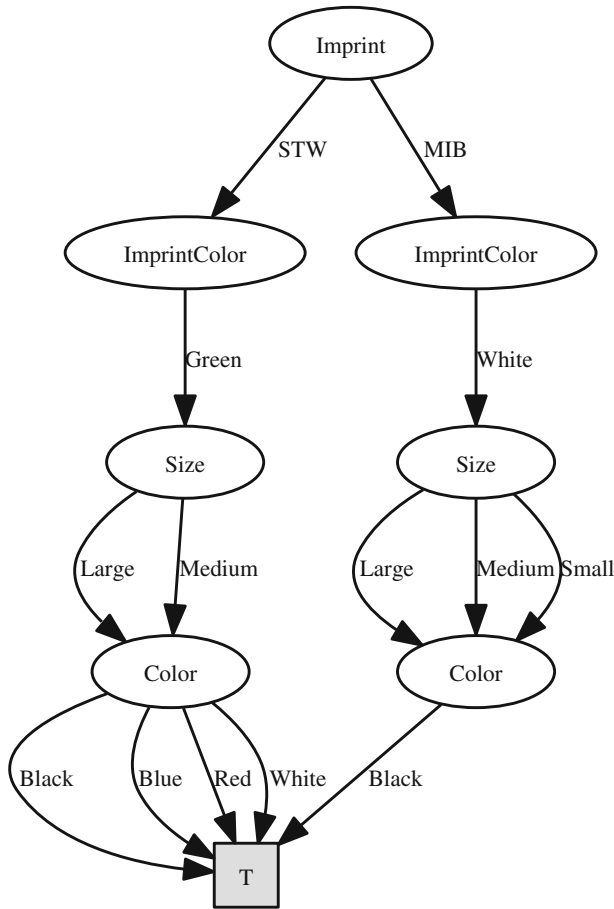 Imprint
STW MIB
ImprintColor ImprintColor
Green White
Size Size
Large Medium Large Medium Small
Color Color
Black Blue Red White Black
T